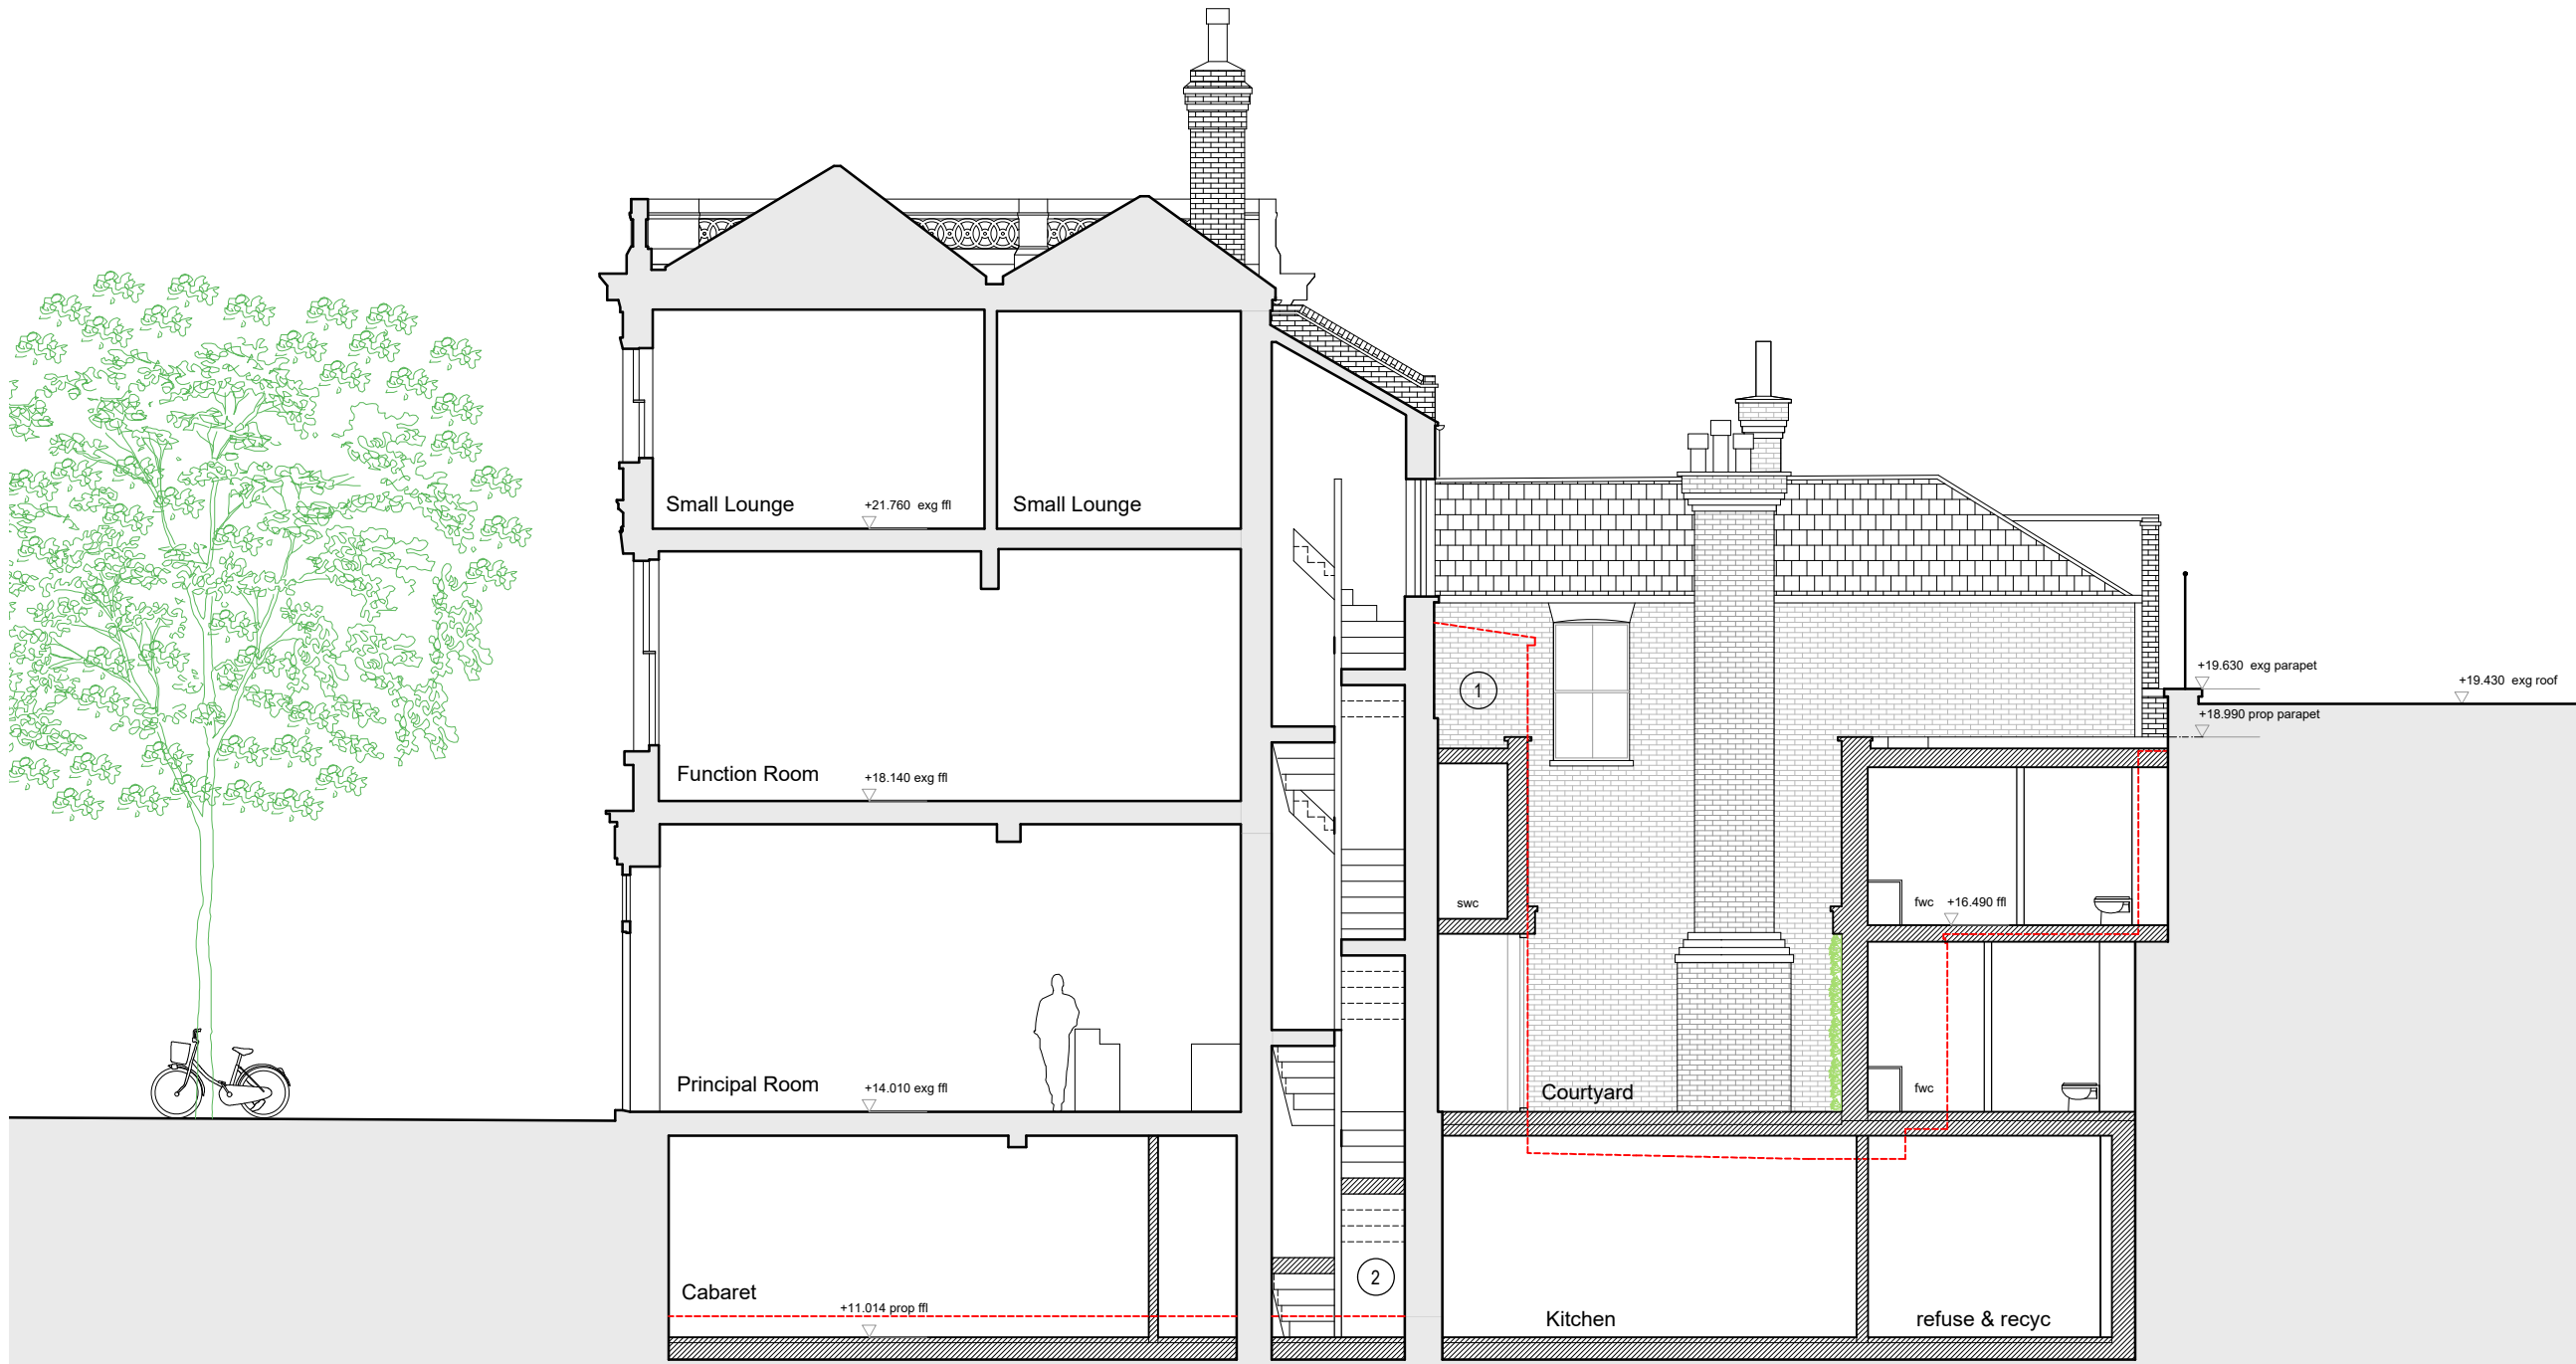 Small Lounge
+21.760 exg ffl
Small Lounge
+19.630 exg parapet
+19.430 exg roof
1
+18.990 prop parapet
Function Room
+18.140 exg ffl
swc
fwc
+16.490 ffl
Principal Room
+14.010 exg ffl
Courtyard
fwc
2
Cabaret
+11.014 prop ffl
Kitchen
refuse & recyc